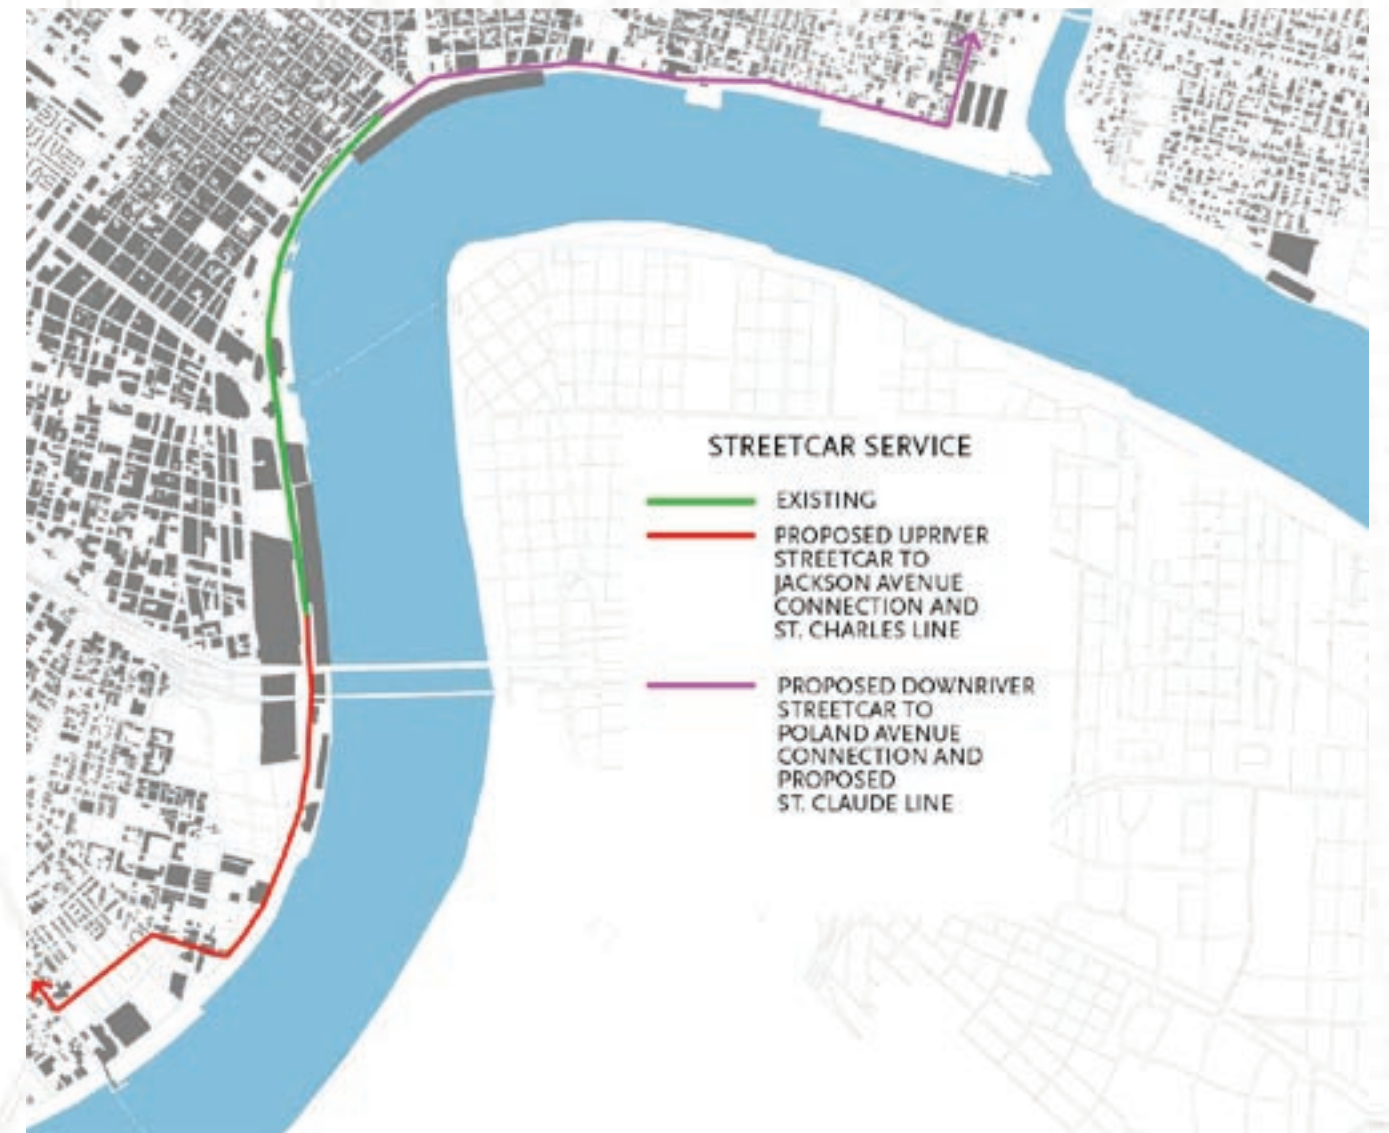 STREETCAR SERVICE
EXISTING
PROPOSED UPRIVER
STREETCAR TO
JACKSON AVENUE
CONNECTION AND
ST. CHARLES LINE
PROPOSED DOWNRIVER
STREETCAR TO
POLAND AVENUE
CONNECTION AND
PROPOSED
ST. CLAUDE LINE